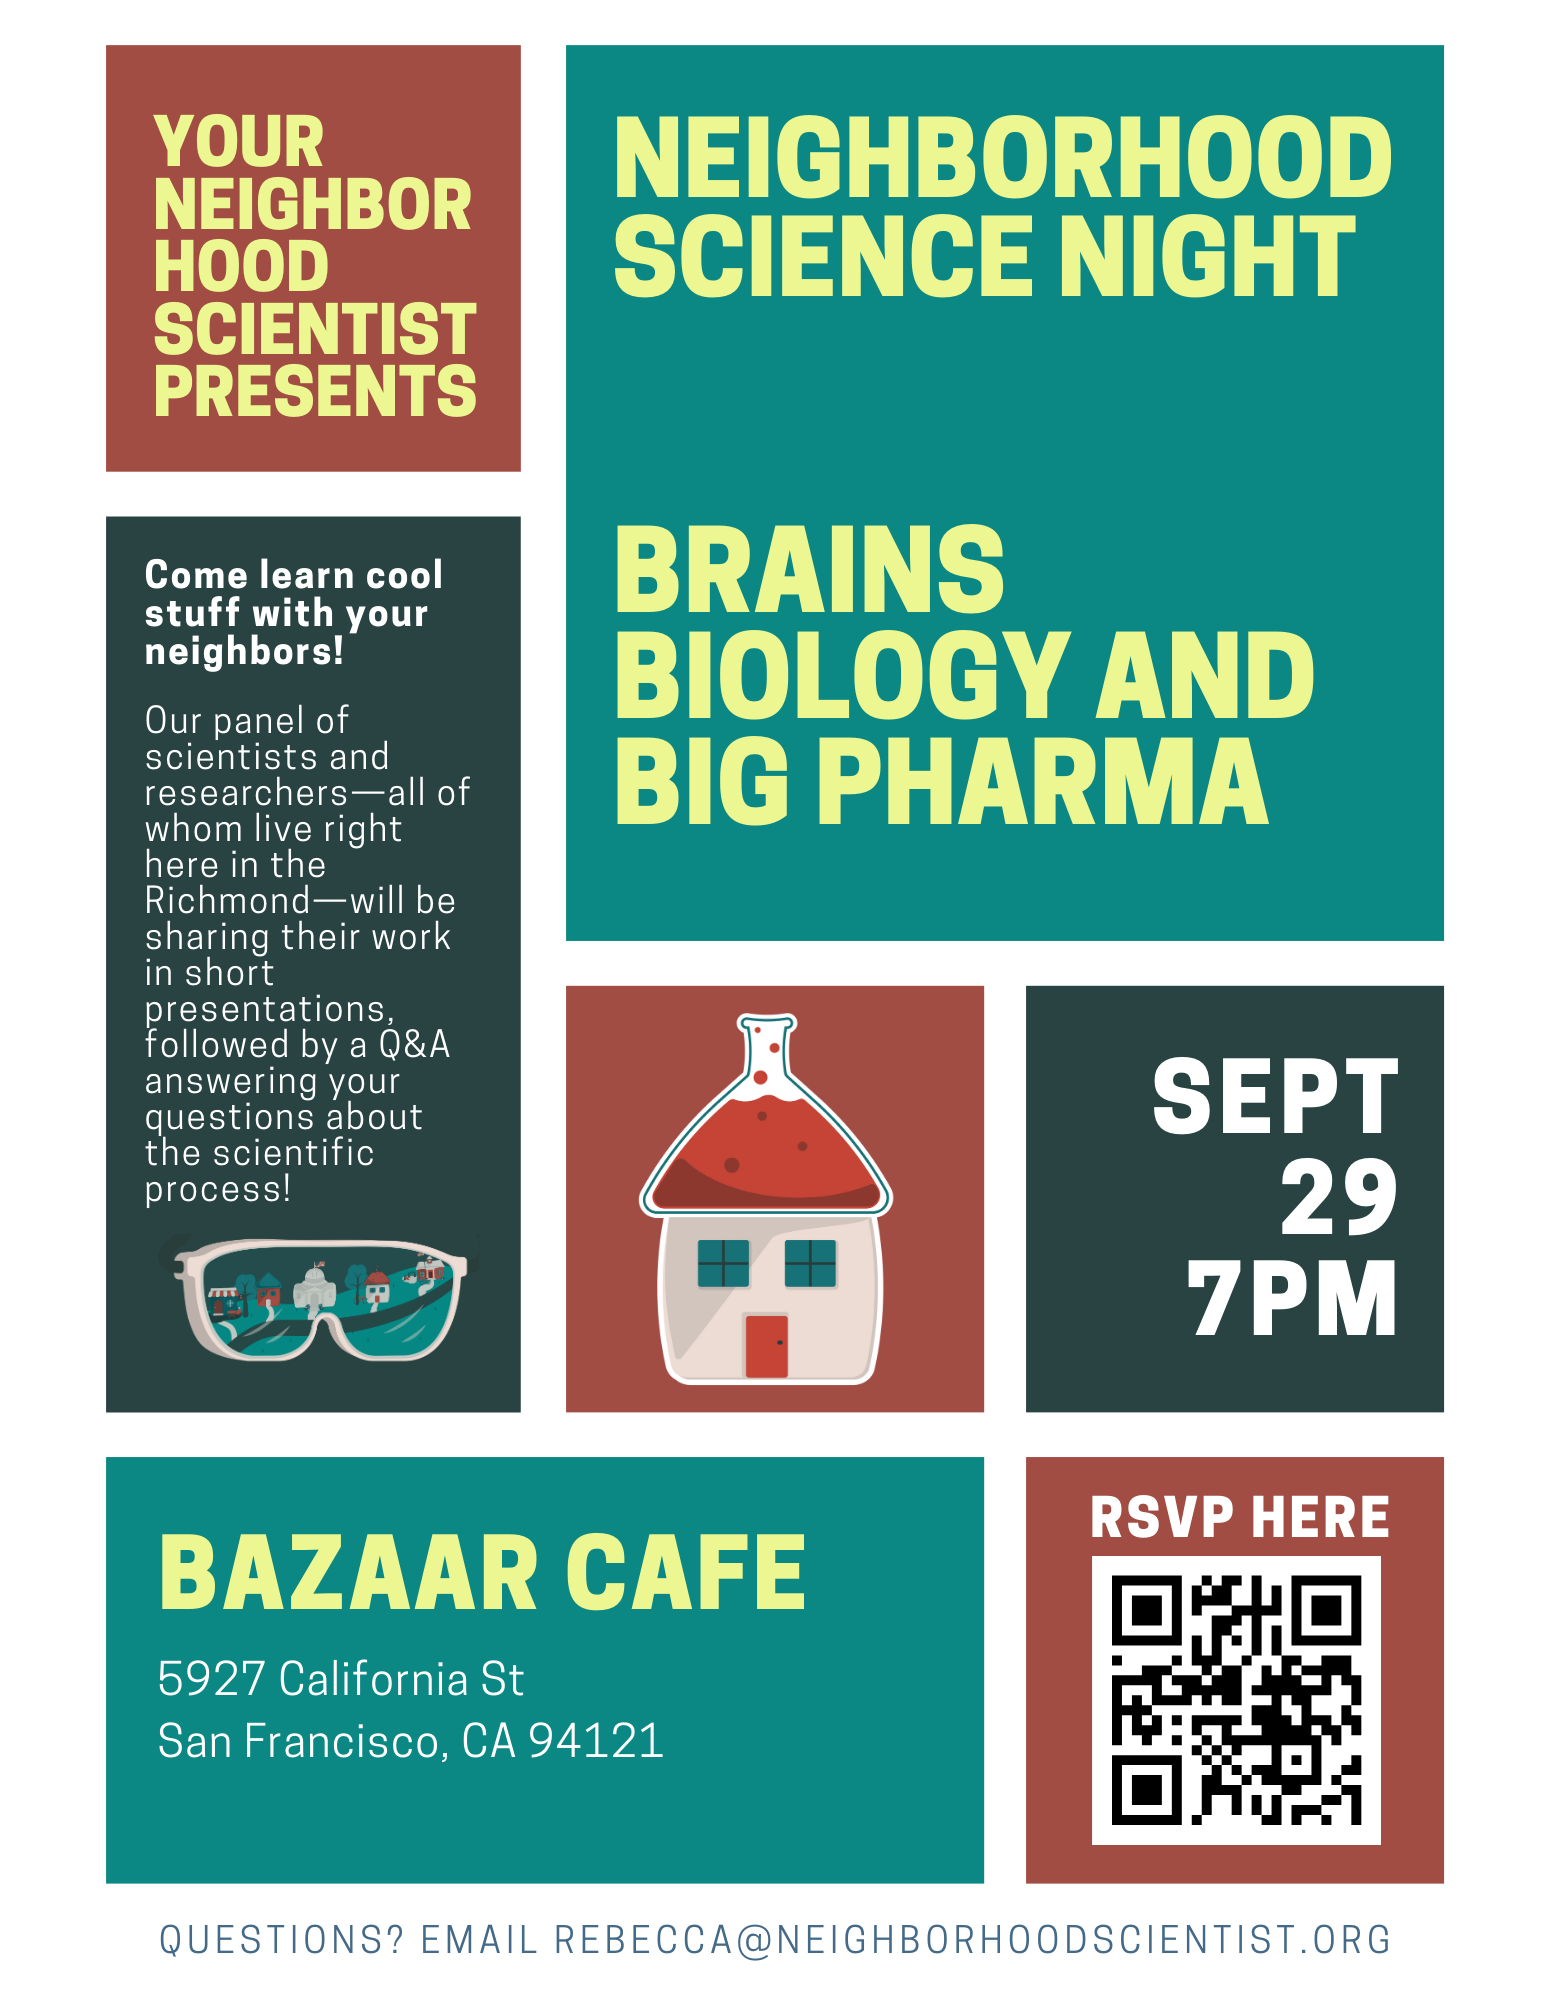 YOUR
NEIGHBOR
HOOD
SCIENTIST
PRESENTS
NEIGHBORHOOD
SCIENCE NIGHT
BRAINS
BIOLOGY AND
BIG PHARMA
Come learn cool
stuff with your
neighbors!
Our panel of
scientists and
researchers—all of
whom live right
here in the
Richmond—will be
sharing their work
in short
presentations,
followed by a Q&A
answering your
questions about
the scientific
process!
SEPT
29
7PM
BAZAAR CAFE
5927 California St
San Francisco, CA 94121
RSVP HERE
QUESTIONS? EMAIL REBECCA@NEIGHBORHOODSCIENTIST.ORG